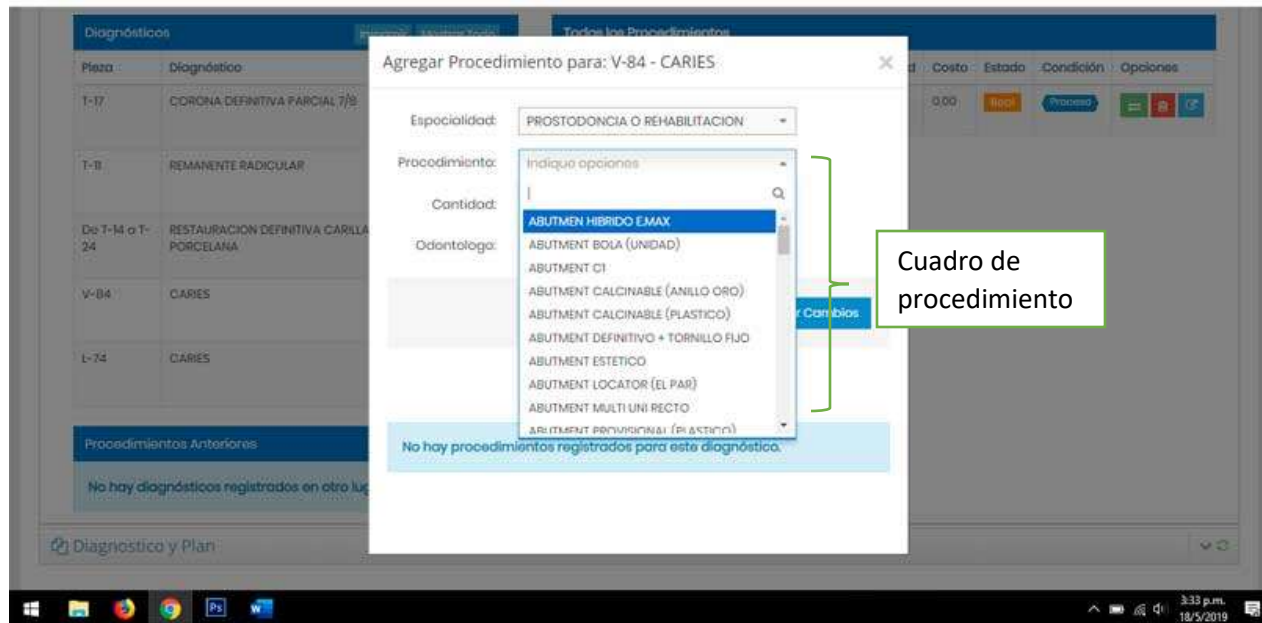 Diagnósticos
Imprimir Mostrar Todo
Todos los Procedimientos
Pieza Diagnóstico
Costo Estado Condición Opciones
T-17 CORONA DEFINITIVA PARCIAL 7/8
0,00 Real Proceso
REMANENTE RADICULAR
De T-14 a T-24 RESTAURACION DEFINITIVA CARILLA PORCELANA
V-84 CARIES
L-74 CARIES
Procedimientos Anteriores
No hay diagnósticos registrados en otro lug
Diagnostico y Plan
Agregar Procedimiento para: V-84 - CARIES ×
Especialidad: PROSTODONCIA O REHABILITACION
Procedimiento: Indique opciones
Cantidad:
Odontologo:
ABUTMEN HIBRIDO E.MAX
ABUTMENT BOLA (UNIDAD)
ABUTMENT C1
ABUTMENT CALCINABLE (ANILLO ORO)
ABUTMENT CALCINABLE (PLASTICO)
ABUTMENT DEFINITIVO + TORNILLO FIJO
ABUTMENT ESTETICO
ABUTMENT LOCATOR (EL PAR)
ABUTMENT MULTI UNI RECTO
ABUTMENT PROVISIONAL (PLASTICO)
r Cambios
No hay procedimientos registrados para este diagnóstico.
Cuadro de
procedimiento
Ps
3:33 p.m.
18/5/2019